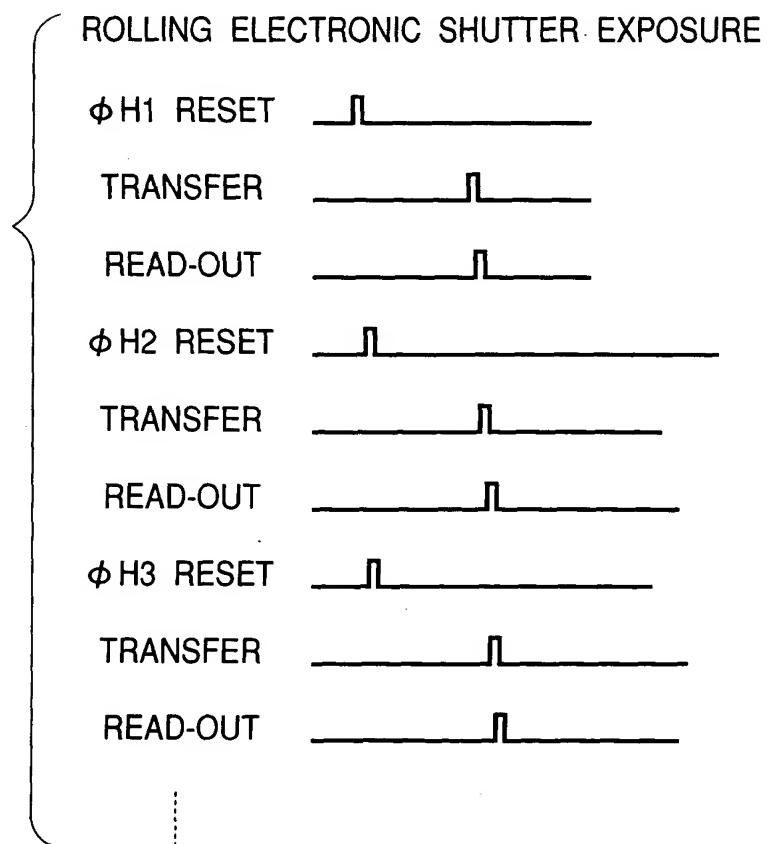 ROLLING ELECTRONIC SHUTTER EXPOSURE
ϕH1 RESET
TRANSFER
READ-OUT
ϕH2 RESET
TRANSFER
READ-OUT
ϕH3 RESET
TRANSFER
READ-OUT